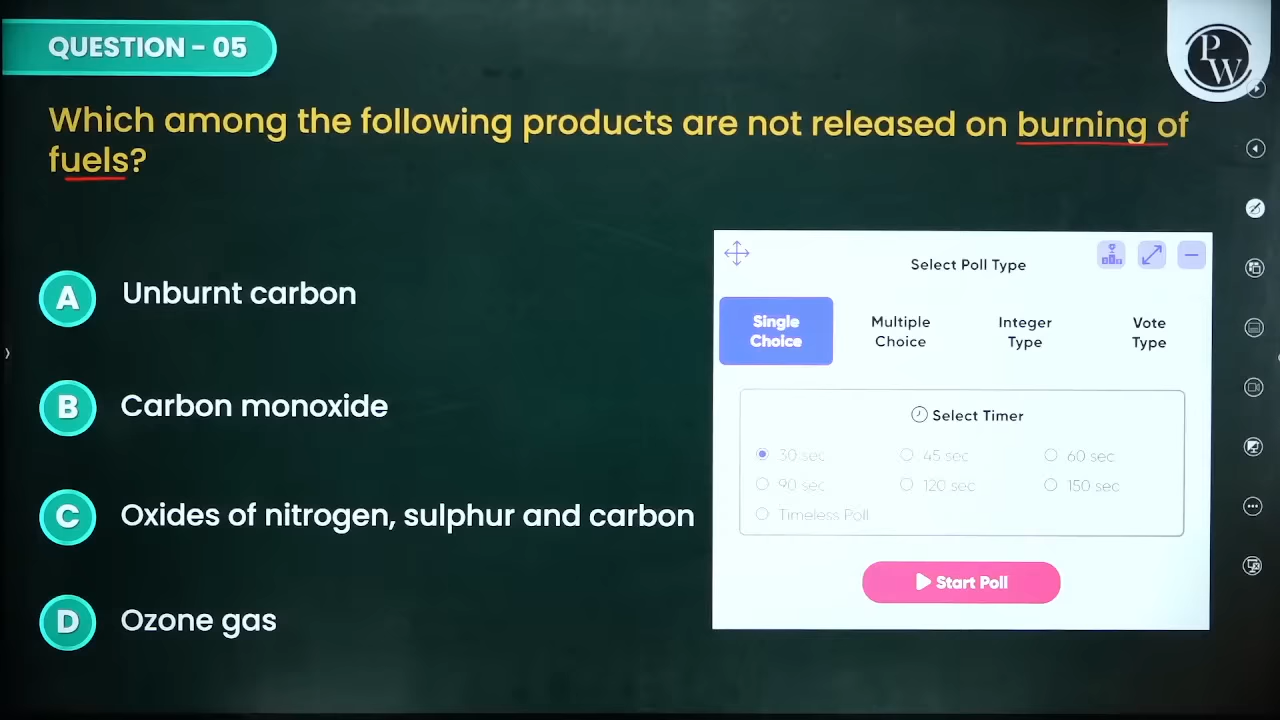 QUESTION - 05
PW
Which among the following products are not released on burning of
fuels?
A Unburnt carbon
B Carbon monoxide
C Oxides of nitrogen, sulphur and carbon
D Ozone gas
Select Poll Type
Single Choice
Multiple Choice
Integer Type
Vote Type
Select Timer
30 sec 45 sec 60 sec
90 sec 120 sec 150 sec
Timeless Poll
Start Poll